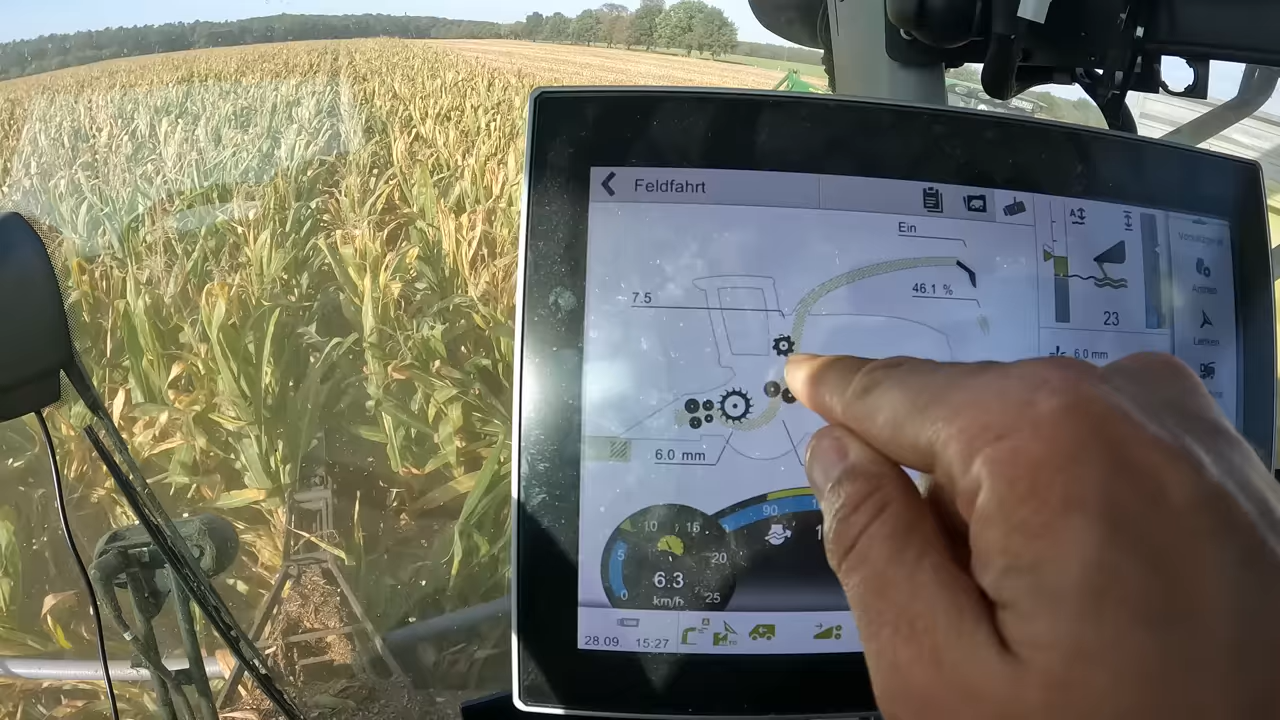 Feldfahrt
Ein
46.1 %
7.5
23
6.0 mm
Lenken
6.0 mm
10
15
5
20
0
25
6.3
km/h
90
28.09. 15:27